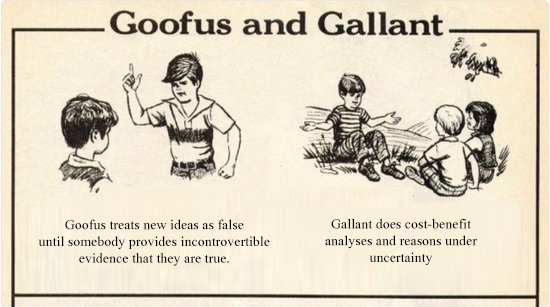 Goofus and Gallant
Goofus treats new ideas as false
until somebody provides incontrovertible
evidence that they are true.
Gallant does cost-benefit
analyses and reasons under
uncertainty